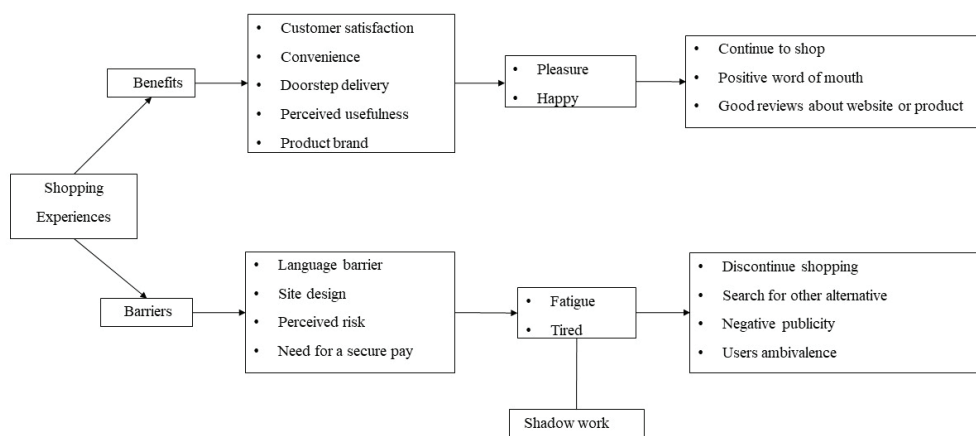 • Customer satisfaction
• Convenience
• Doorstep delivery
• Perceived usefulness
• Product brand
Benefits
• Pleasure
• Happy
• Continue to shop
• Positive word of mouth
• Good reviews about website or product
Shopping
Experiences
Barriers
• Language barrier
• Site design
• Perceived risk
• Need for a secure pay
• Fatigue
• Tired
• Discontinue shopping
• Search for other alternative
• Negative publicity
• Users ambivalence
Shadow work